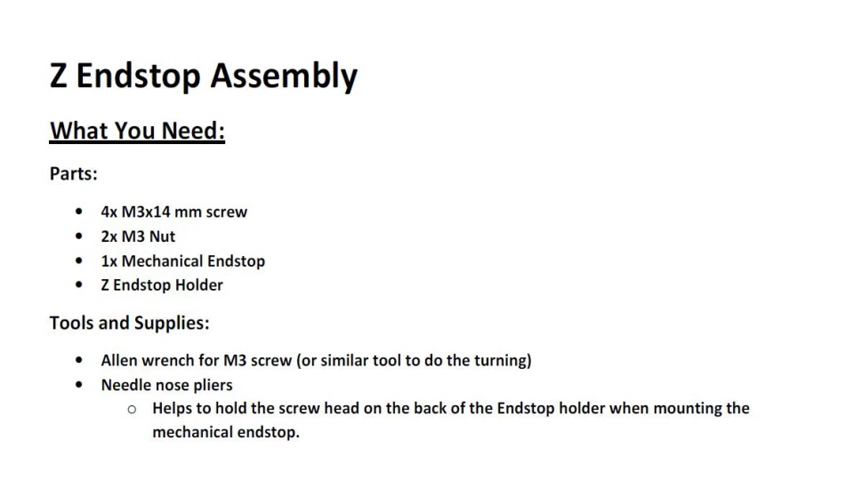 Z Endstop Assembly
What You Need:
Parts:
• 4x M3x14 mm screw
• 2x M3 Nut
• 1x Mechanical Endstop
• Z Endstop Holder
Tools and Supplies:
• Allen wrench for M3 screw (or similar tool to do the turning)
• Needle nose pliers
o Helps to hold the screw head on the back of the Endstop holder when mounting the
mechanical endstop.